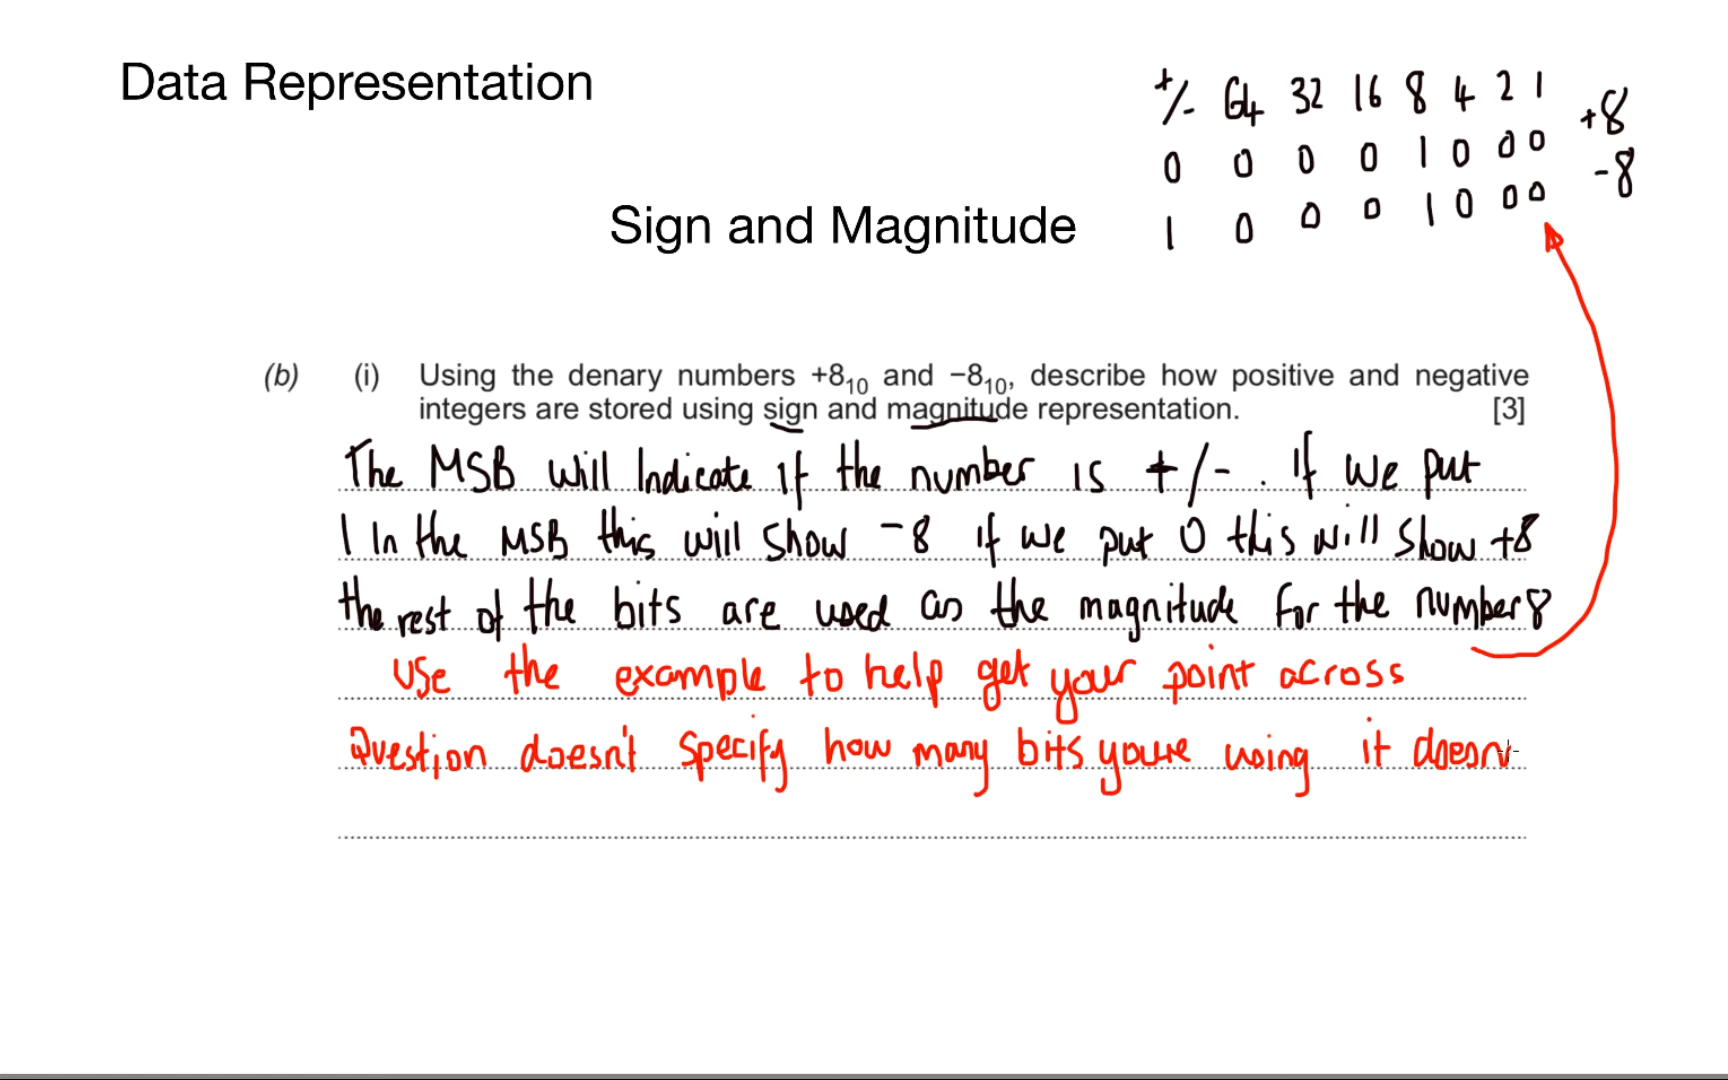 Data Representation
+/- 64 32 16 8 4 2 1
0 0 0 0 1 0 0 0 +8
1 0 0 0 1 0 0 0 -8
Sign and Magnitude
(b) (i) Using the denary numbers +8₁₀ and −8₁₀, describe how positive and negative
integers are stored using sign and magnitude representation. [3]
The MSB will Indicate if the number is +/- . If we put
1 In the MSB this will show -8 if we put 0 this will show +8
the rest of the bits are used as the magnitude for the number 8
Use the example to help get your point across
Question doesn't specify how many bits you're using it doesn